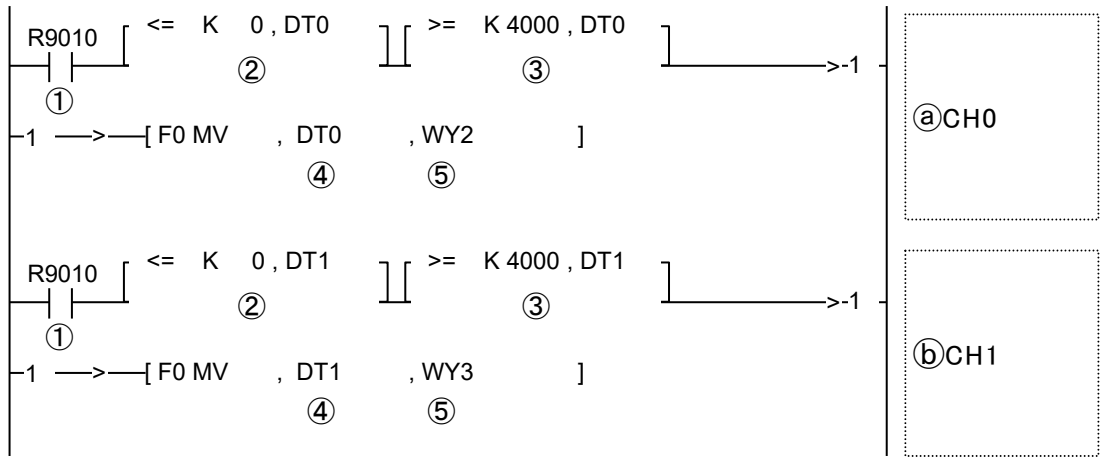 <= K 0 , DT0 >= K 4000 , DT0
R9010
② ③ >-1
①
ⓐCH0
1 > [ F0 MV , DT0 , WY2 ]
④ ⑤
<= K 0 , DT1 >= K 4000 , DT1
R9010
② ③ >-1
①
ⓑCH1
1 > [ F0 MV , DT1 , WY3 ]
④ ⑤